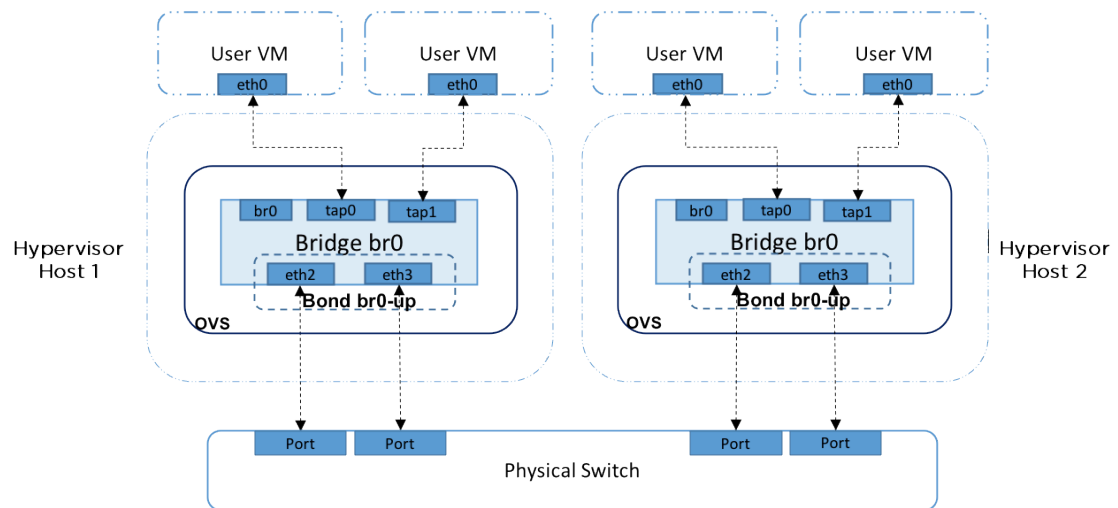 User VM
User VM
User VM
User VM
eth0
eth0
eth0
eth0
Hypervisor
Host 1
br0
tap0
tap1
Bridge br0
eth2
eth3
Bond br0-up
OVS
br0
tap0
tap1
Bridge br0
eth2
eth3
Bond br0-up
OVS
Hypervisor
Host 2
Port
Port
Port
Port
Physical Switch